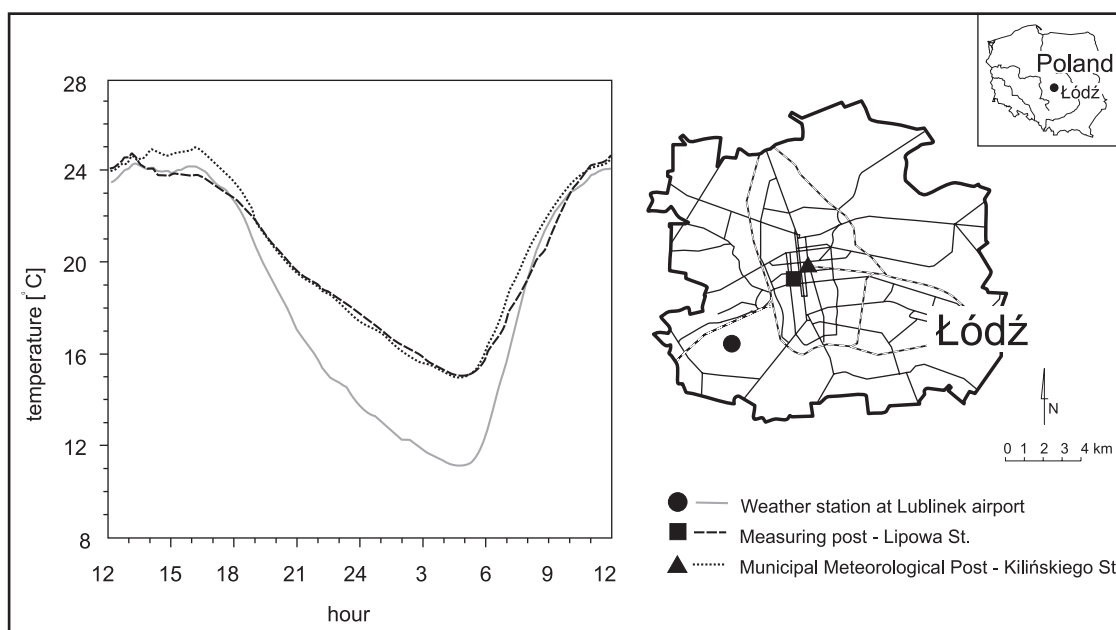 28
24
20
16
12
8
temperature [°C]
12
15
18
21
24
3
6
9
12
hour
Poland
Łódź
Łódź
N
0 1 2 3 4 km
Weather station at Lublinek airport
Measuring post - Lipowa St.
Municipal Meteorological Post - Kilińskiego St